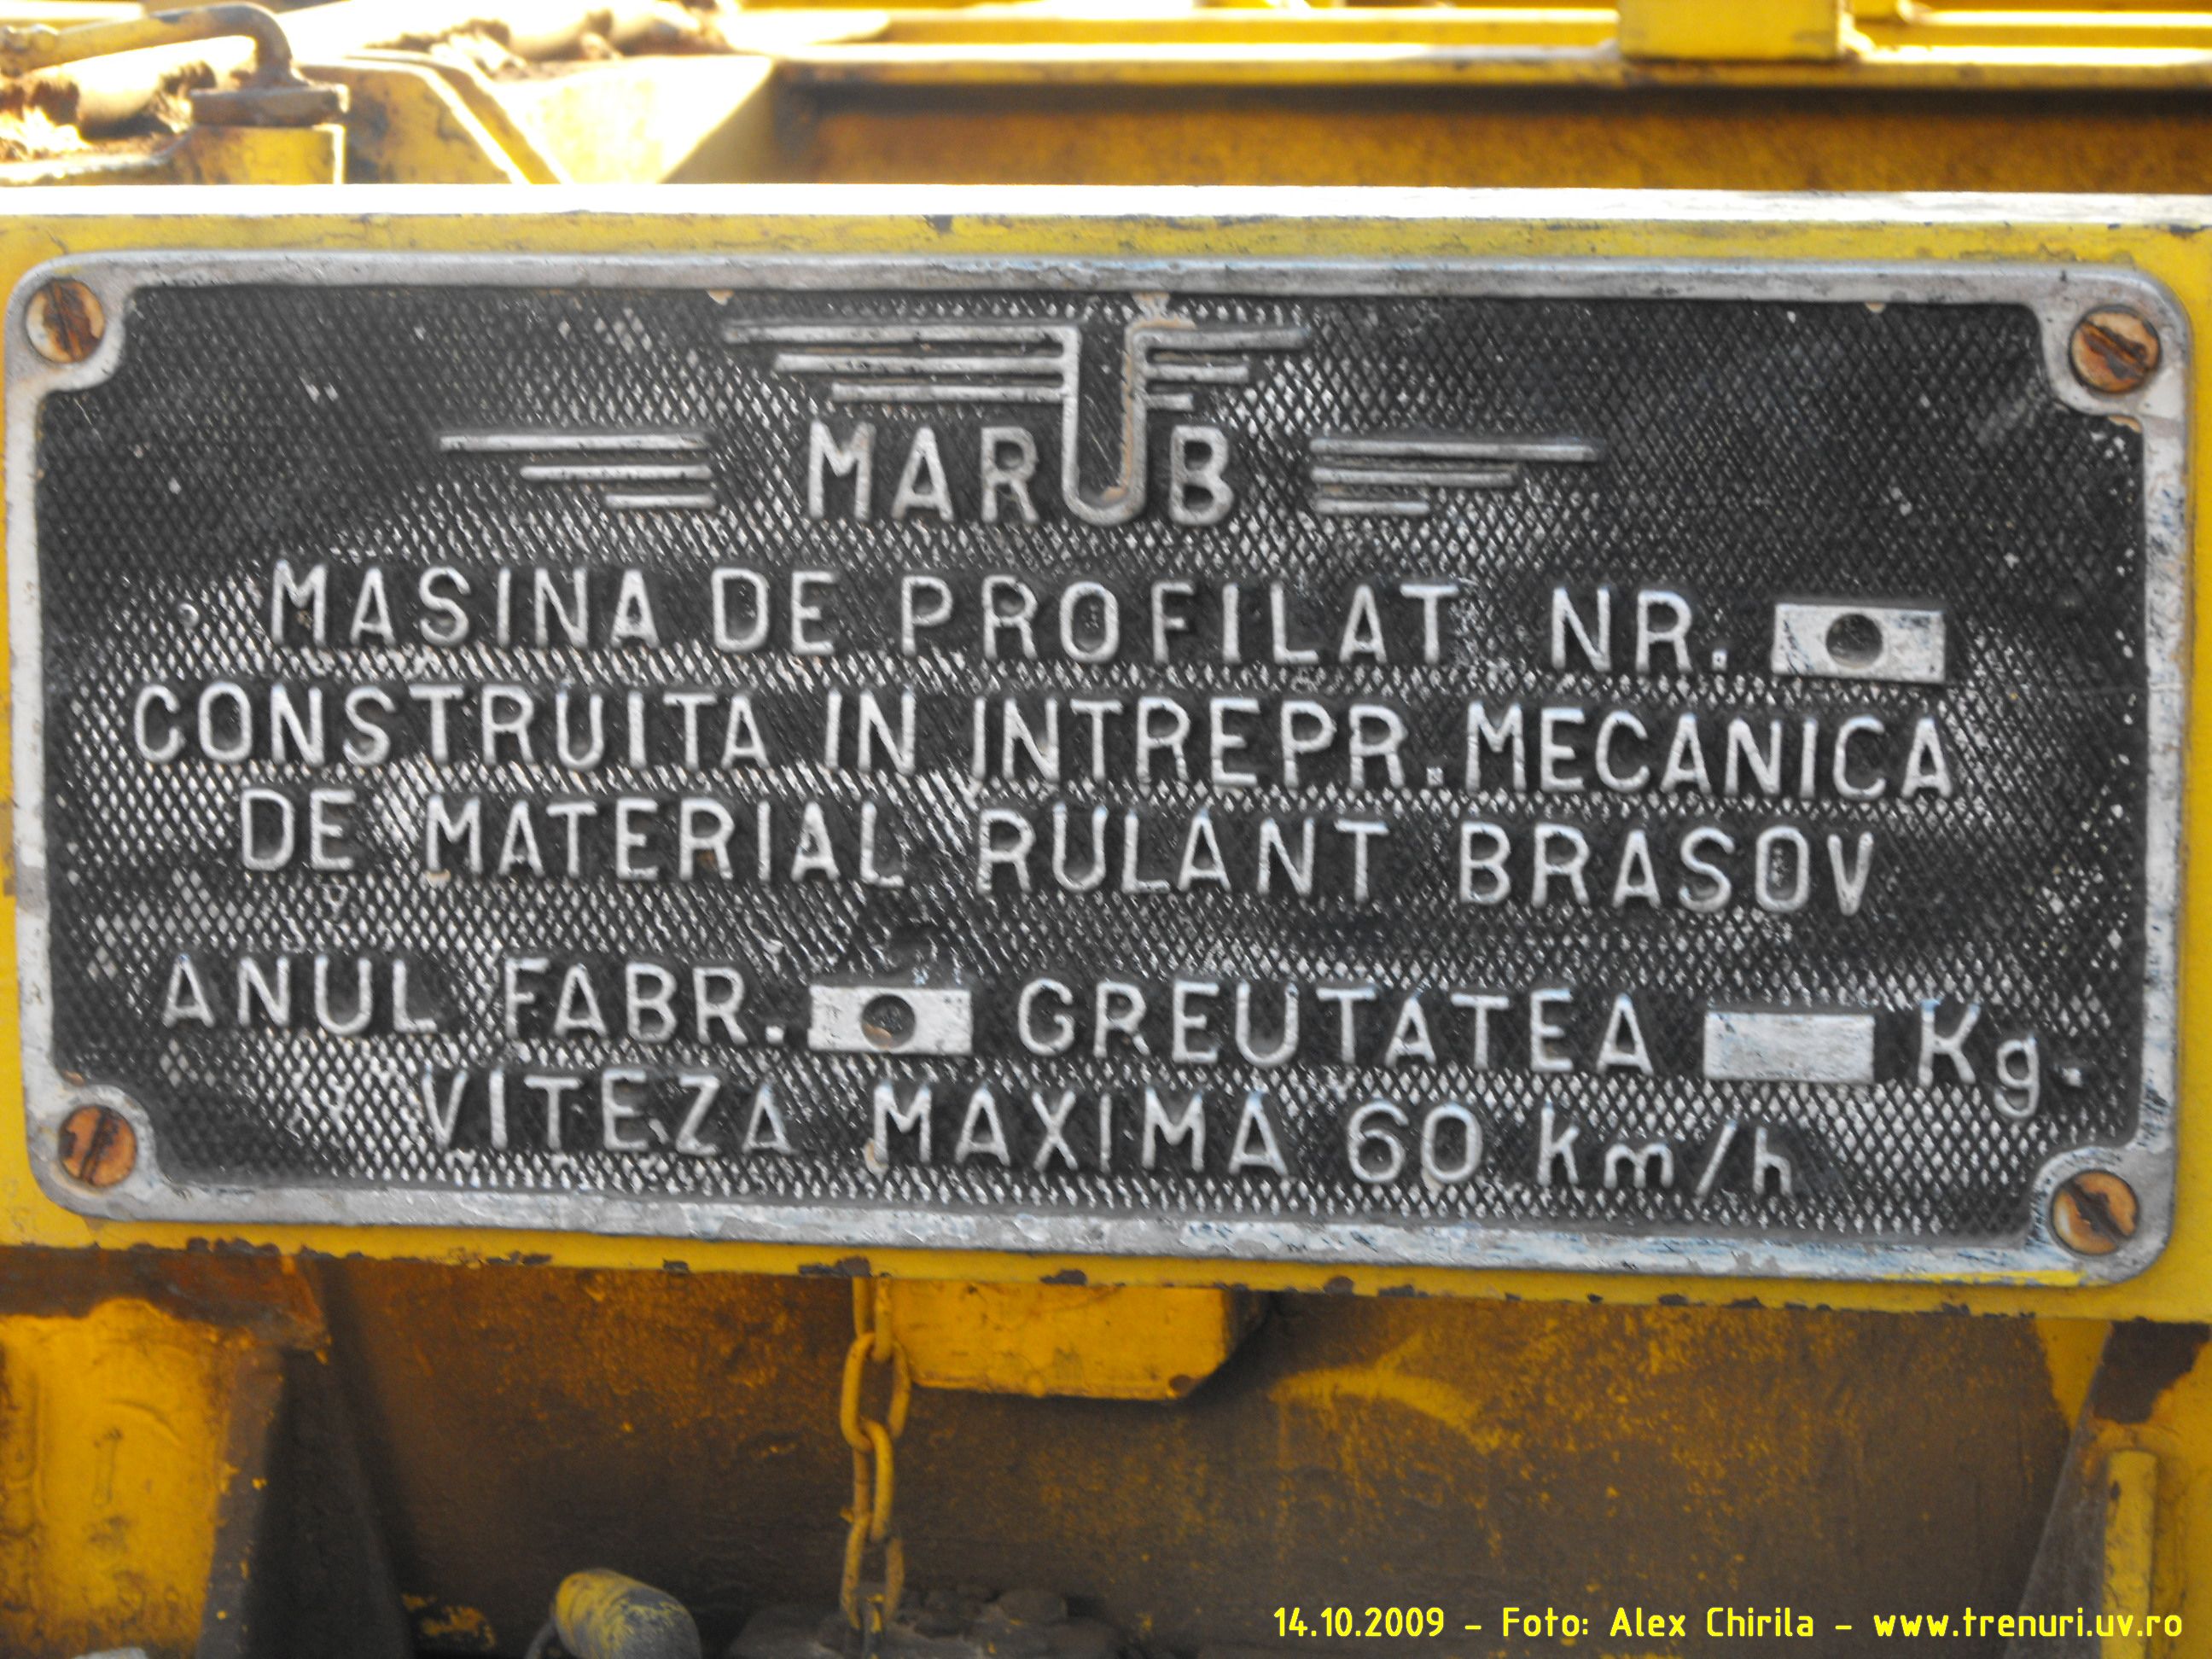 MARUB
MASINA DE PROFILAT NR.
CONSTRUITA IN INTREPR. MECANICA
DE MATERIAL RULANT BRASOV
ANUL FABR. GREUTATEA Kg.
VITEZA MAXIMA 60 km/h
14.10.2009 - Foto: Alex Chirila - www.trenuri.uv.ro